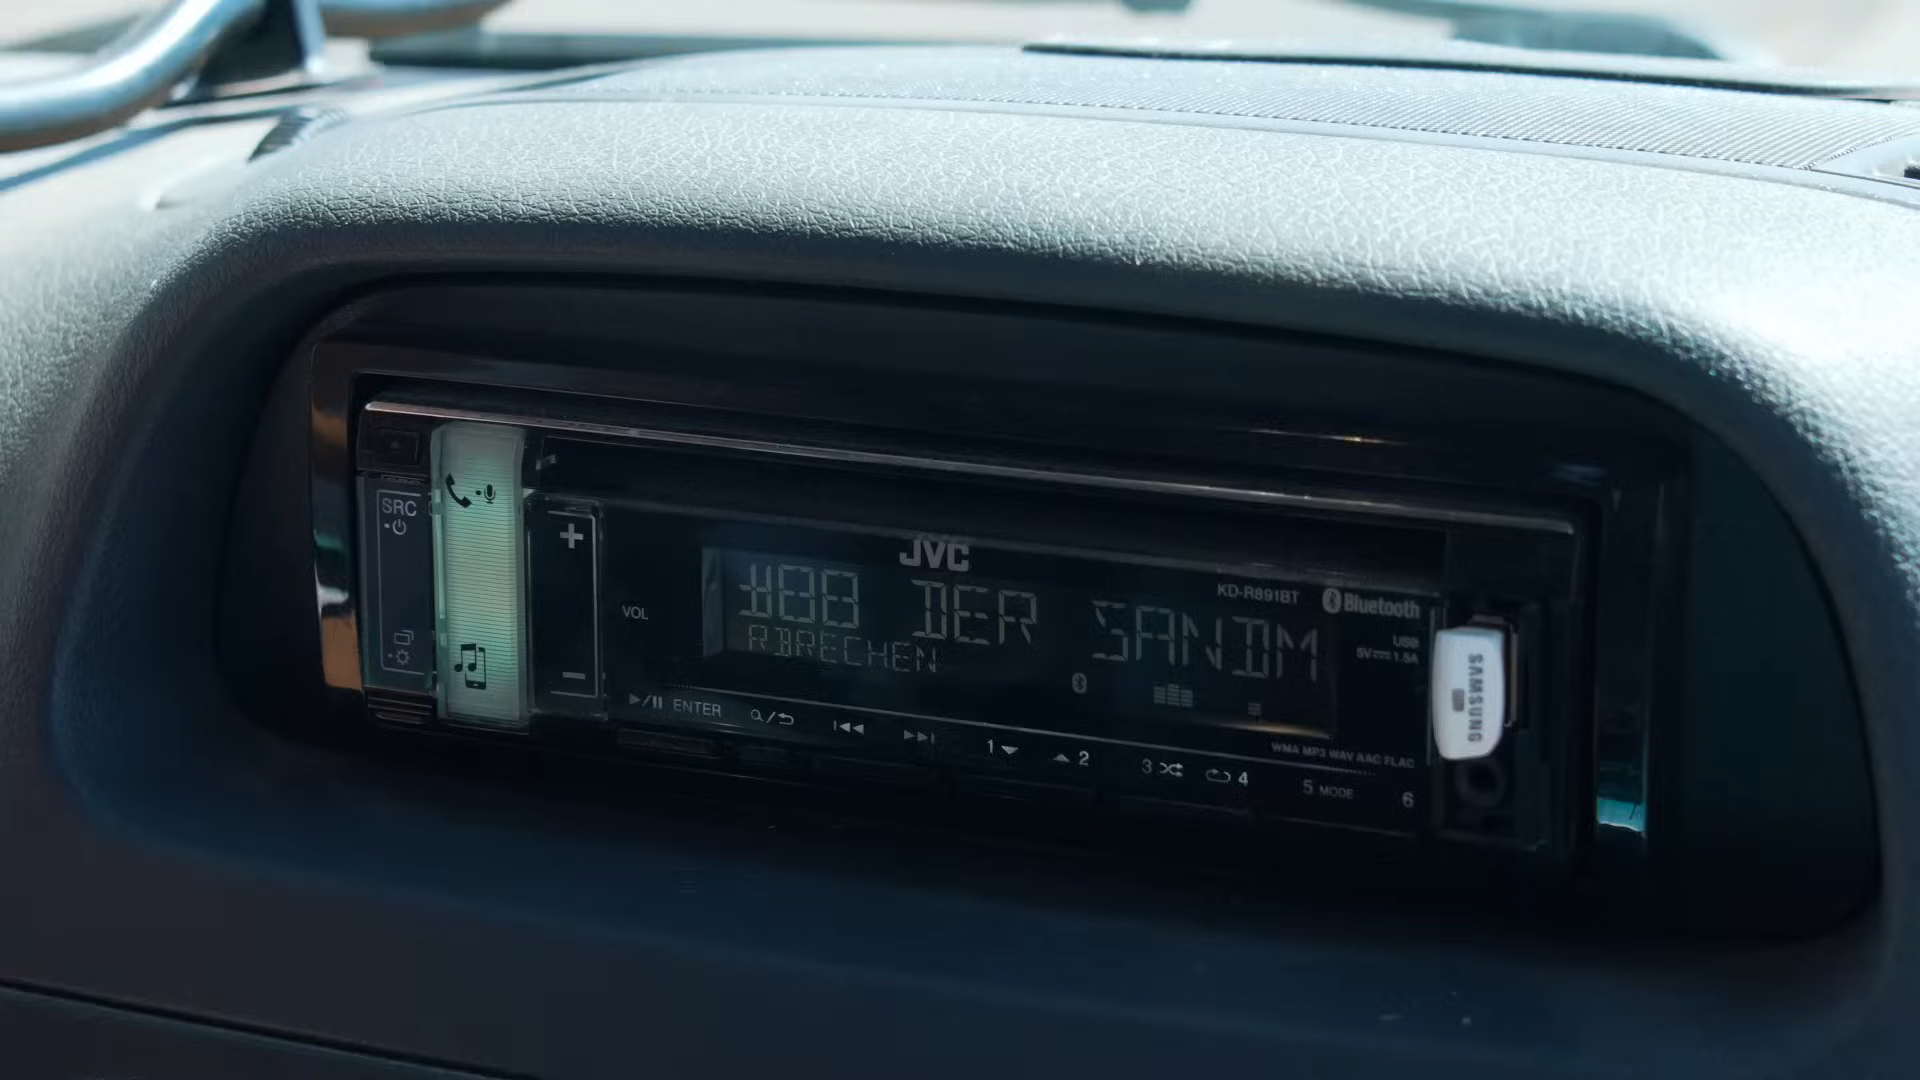 SRC
VOL
JVC
KD-R891BT Bluetooth
USB
5V 1.5A
DER SANDM
RBRECHEN
SAMSUNG
ENTER
1 2 3 4 5 MODE 6
WMA MP3 WAV AAC FLAC